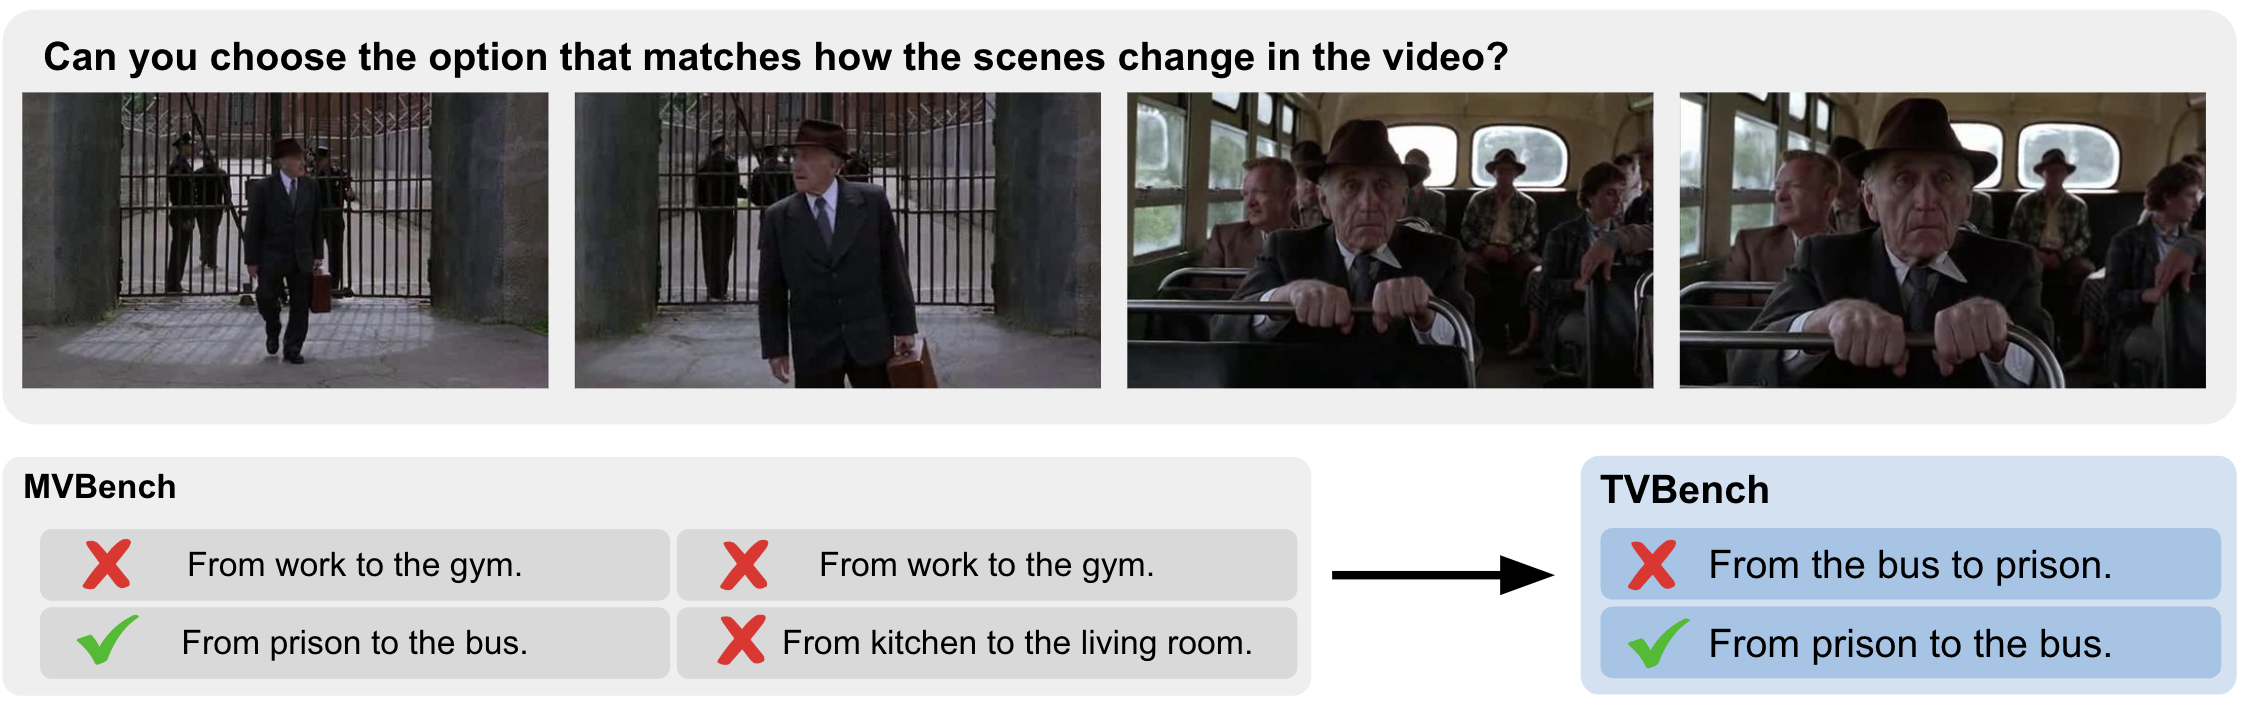 Can you choose the option that matches how the scenes change in the video?
MVBench
From work to the gym.
From work to the gym.
From prison to the bus.
From kitchen to the living room.
TVBench
From the bus to prison.
From prison to the bus.